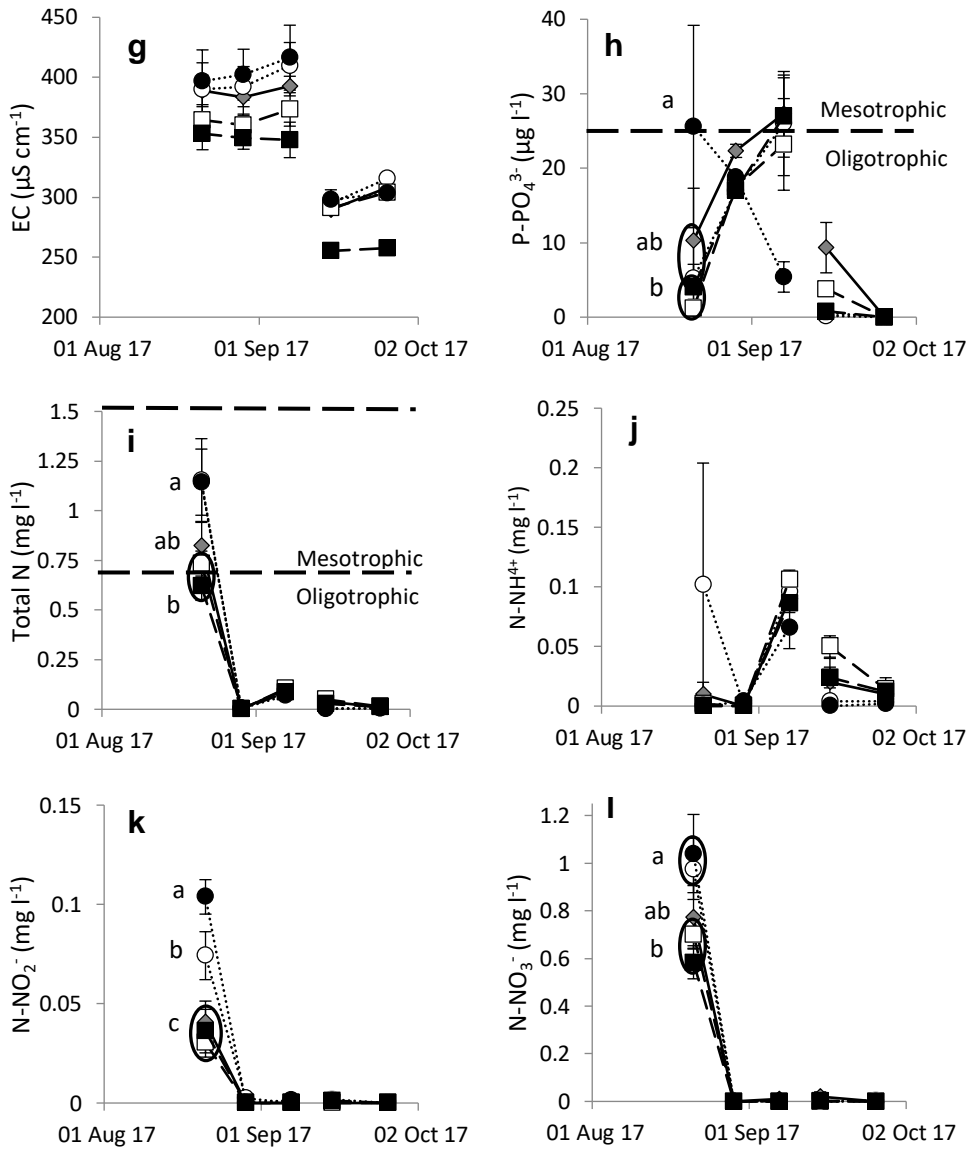 g
EC (µS cm-1)
450
400
350
300
250
200
01 Aug 17 01 Sep 17 02 Oct 17
h
P-PO43- (µg l-1)
40
30
20
10
0
a
ab
b
Mesotrophic
Oligotrophic
01 Aug 17 01 Sep 17 02 Oct 17
i
Total N (mg l-1)
1.5
1.25
1
0.75
0.5
0.25
0
a
ab
b
Mesotrophic
Oligotrophic
01 Aug 17 01 Sep 17 02 Oct 17
j
N-NH4+ (mg l-1)
0.25
0.2
0.15
0.1
0.05
0
01 Aug 17 01 Sep 17 02 Oct 17
k
N-NO2- (mg l-1)
0.15
0.1
0.05
0
a
b
c
01 Aug 17 01 Sep 17 02 Oct 17
l
N-NO3- (mg l-1)
1.2
1
0.8
0.6
0.4
0.2
0
a
ab
b
01 Aug 17 01 Sep 17 02 Oct 17